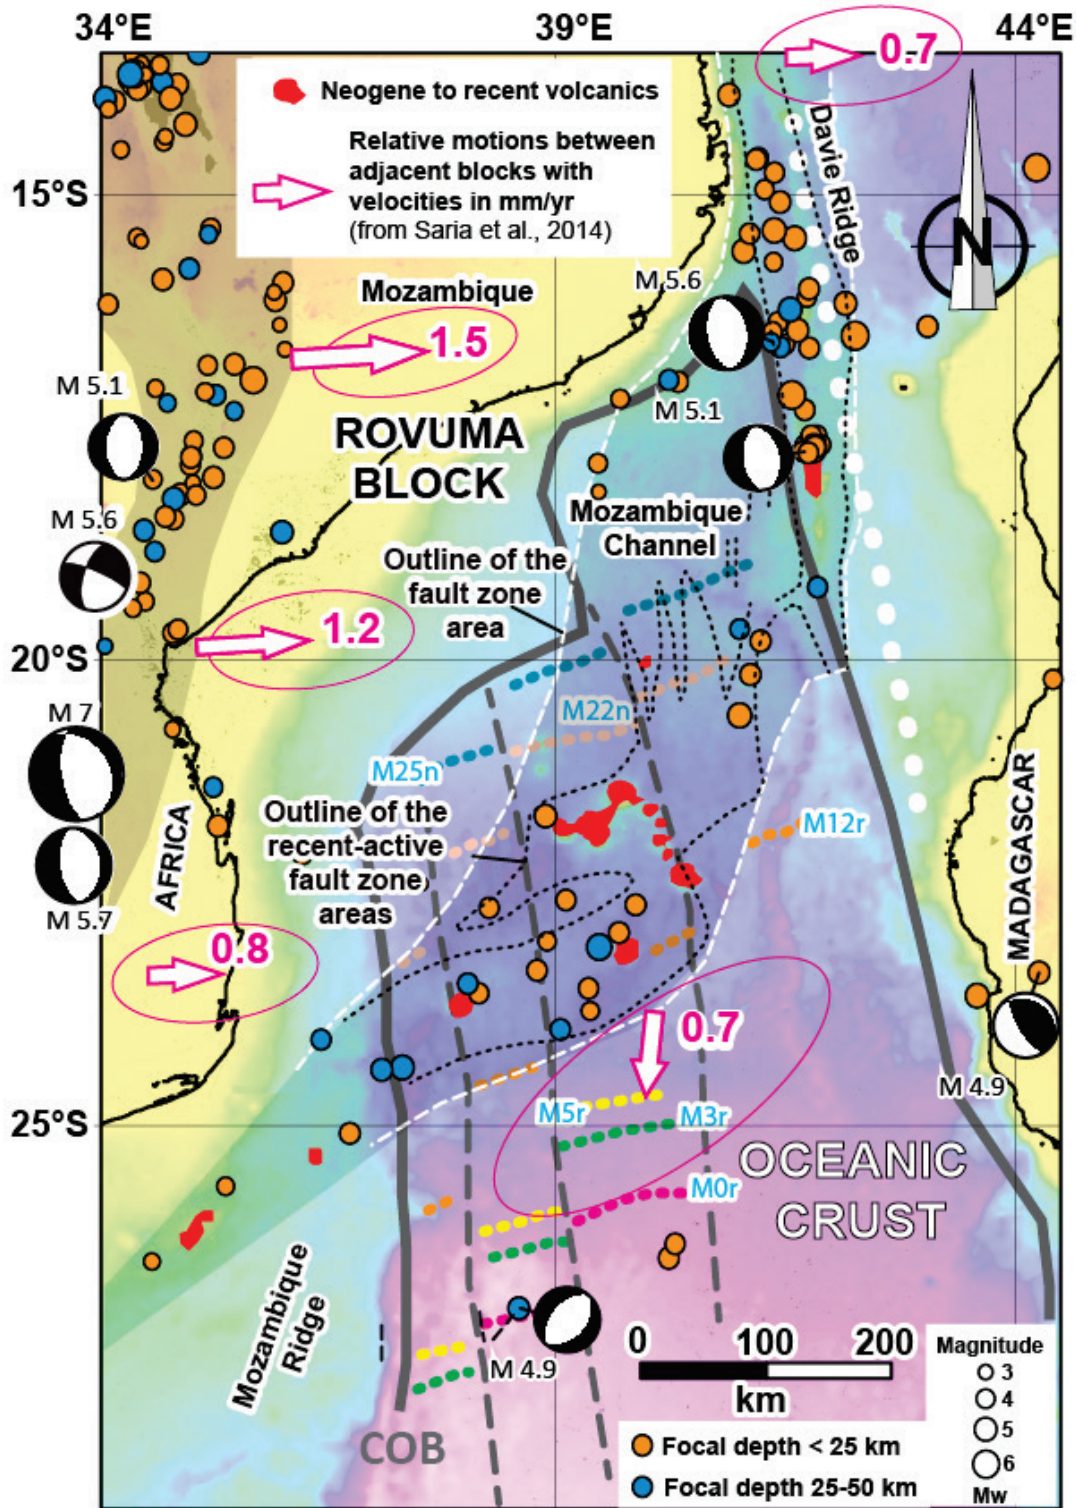 34°E
39°E
44°E
0.7
Neogene to recent volcanics
Relative motions between
adjacent blocks with
velocities in mm/yr
(from Saria et al., 2014)
Davie Ridge
15°S
N
M 5.6
Mozambique
1.5
M 5.1
M 5.1
ROVUMA
BLOCK
Mozambique
Channel
M 5.6
Outline of the
fault zone
area
1.2
20°S
M 7
M22n
M25n
Outline of the
recent-active
fault zone
areas
M12r
AFRICA
MADAGASCAR
M 5.7
0.8
0.7
M 4.9
M5r
M3r
25°S
OCEANIC
CRUST
M0r
Mozambique
Ridge
M 4.9
0
100
200
km
Magnitude
3
4
5
6
Mw
COB
Focal depth < 25 km
Focal depth 25-50 km